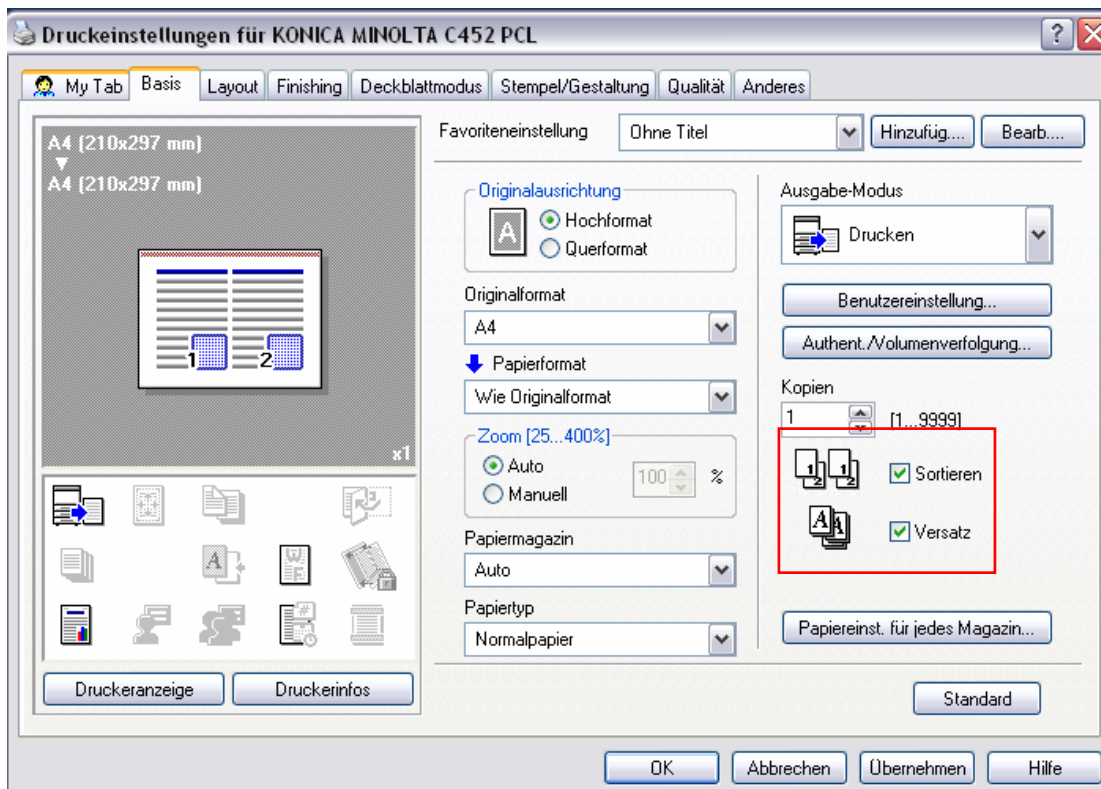 Druckeinstellungen für KONICA MINOLTA C452 PCL
My Tab Basis Layout Finishing Deckblattmodus Stempel/Gestaltung Qualität Anderes
A4 (210x297 mm)
A4 (210x297 mm)
1 2
x1
Druckeranzeige Druckerinfos
Favoriteneinstellung Ohne Titel Hinzufüg.... Bearb....
Originalausrichtung
A
Hochformat
Querformat
Originalformat
A4
Papierformat
Wie Originalformat
Zoom [25...400%]
Auto
Manuell
100 %
Papiermagazin
Auto
Papiertyp
Normalpapier
Ausgabe-Modus
Drucken
Benutzereinstellung...
Authent./Volumenverfolgung...
Kopien
1 [1...9999]
Sortieren
Versatz
Papiereinst. für jedes Magazin...
Standard
OK Abbrechen Übernehmen Hilfe